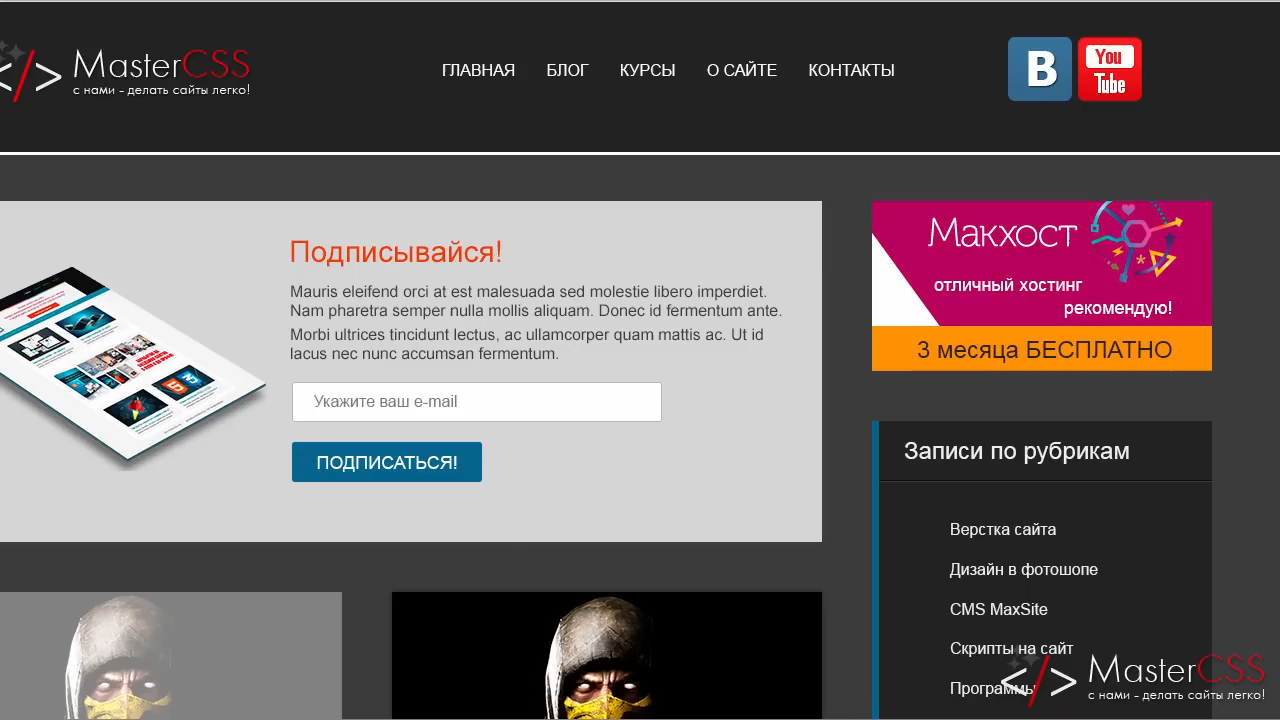 MasterCSS
с нами - делать сайты легко!
ГЛАВНАЯ БЛОГ КУРСЫ О САЙТЕ КОНТАКТЫ
В
You
Tube
Подписывайся!
Mauris eleifend orci at est malesuada sed molestie libero imperdiet.
Nam pharetra semper nulla mollis aliquam. Donec id fermentum ante.
Morbi ultrices tincidunt lectus, ac ullamcorper quam mattis ac. Ut id
lacus nec nunc accumsan fermentum.
Укажите ваш e-mail
ПОДПИСАТЬСЯ!
Макхост
отличный хостинг
рекомендую!
3 месяца БЕСПЛАТНО
Записи по рубрикам
Верстка сайта
Дизайн в фотошопе
CMS MaxSite
Скрипты на сайт
Программы
MasterCSS
с нами - делать сайты легко!